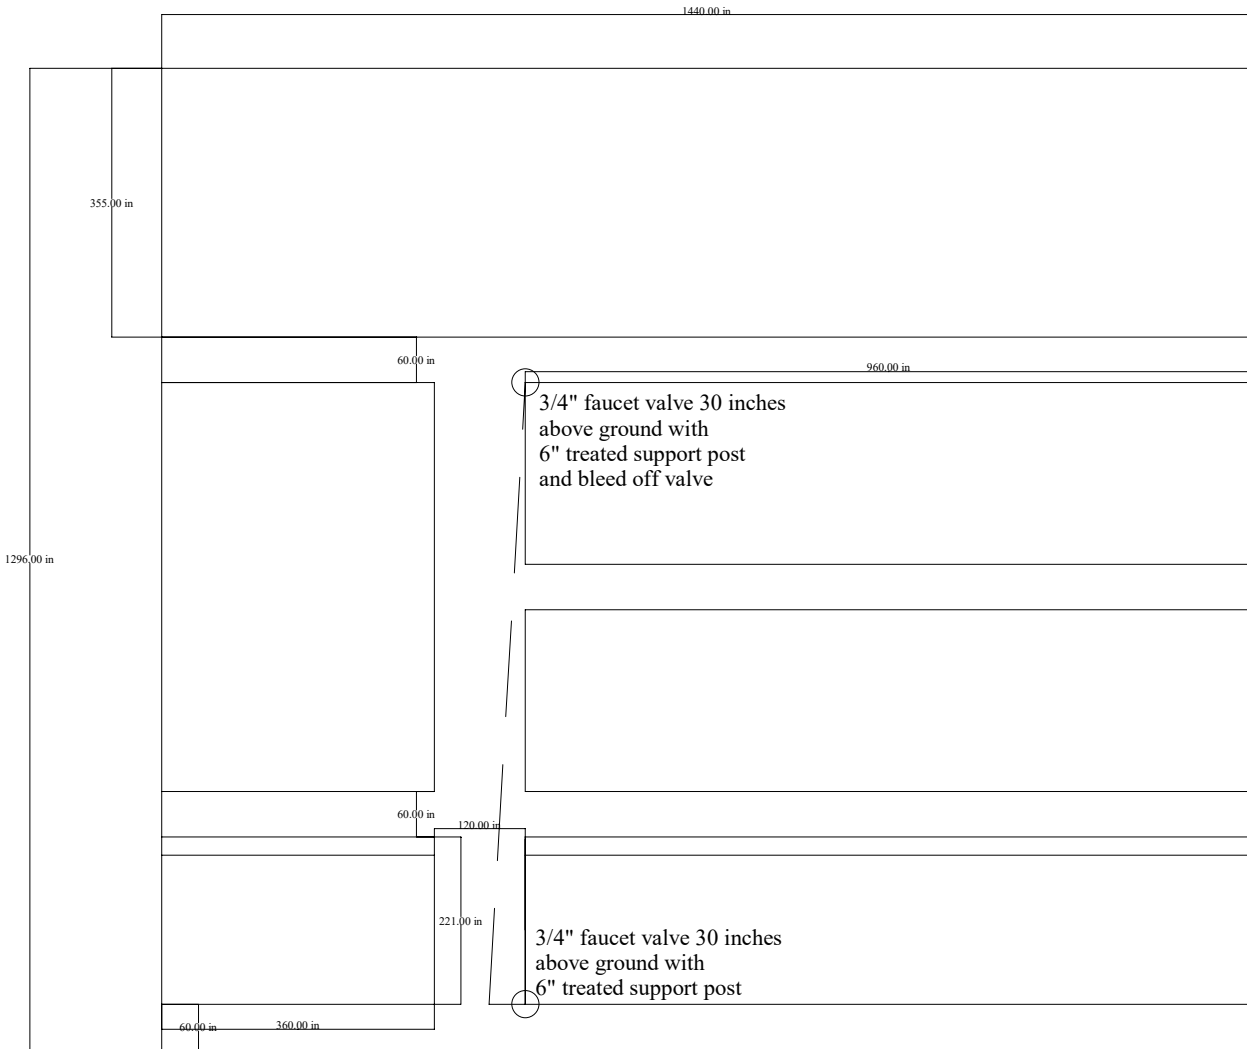 1440.00 in
355.00 in
60.00 in
960.00 in
3/4" faucet valve 30 inches
above ground with
6" treated support post
and bleed off valve
1296.00 in
60.00 in
120.00 in
221.00 in
3/4" faucet valve 30 inches
above ground with
6" treated support post
60.00 in
360.00 in